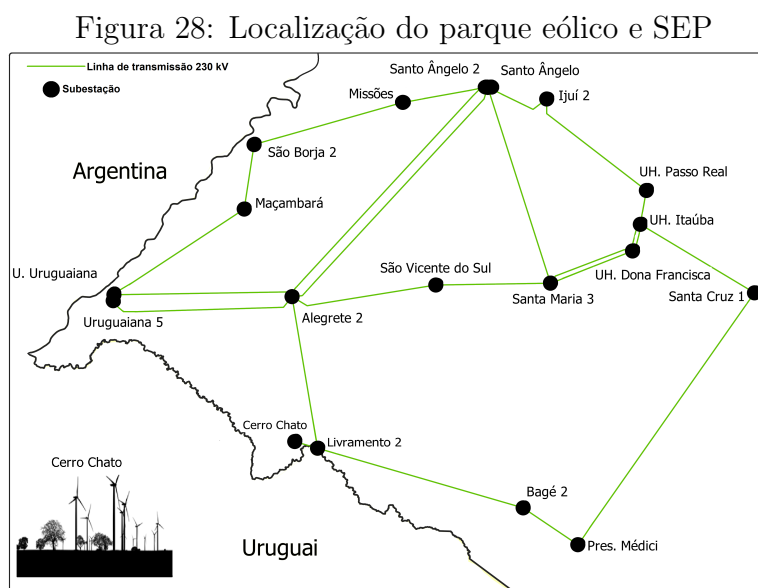 Figura 28: Localização do parque eólico e SEP
Linha de transmissão 230 kV
Subestação
Santo Ângelo 2
Santo Ângelo
Missões
Ijuí 2
São Borja 2
Argentina
UH. Passo Real
Maçambará
UH. Itaúba
U. Uruguaiana
São Vicente do Sul
UH. Dona Francisca
Santa Maria 3
Santa Cruz 1
Uruguaiana 5
Alegrete 2
Cerro Chato
Livramento 2
Cerro Chato
Bagé 2
Uruguai
Pres. Médici